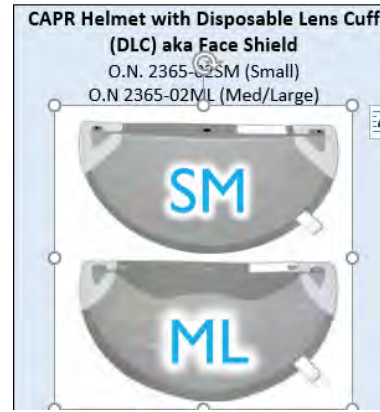 CAPR Helmet with Disposable Lens Cuff
(DLC) aka Face Shield
O.N. 2365-02SM (Small)
O.N 2365-02ML (Med/Large)
SM
ML